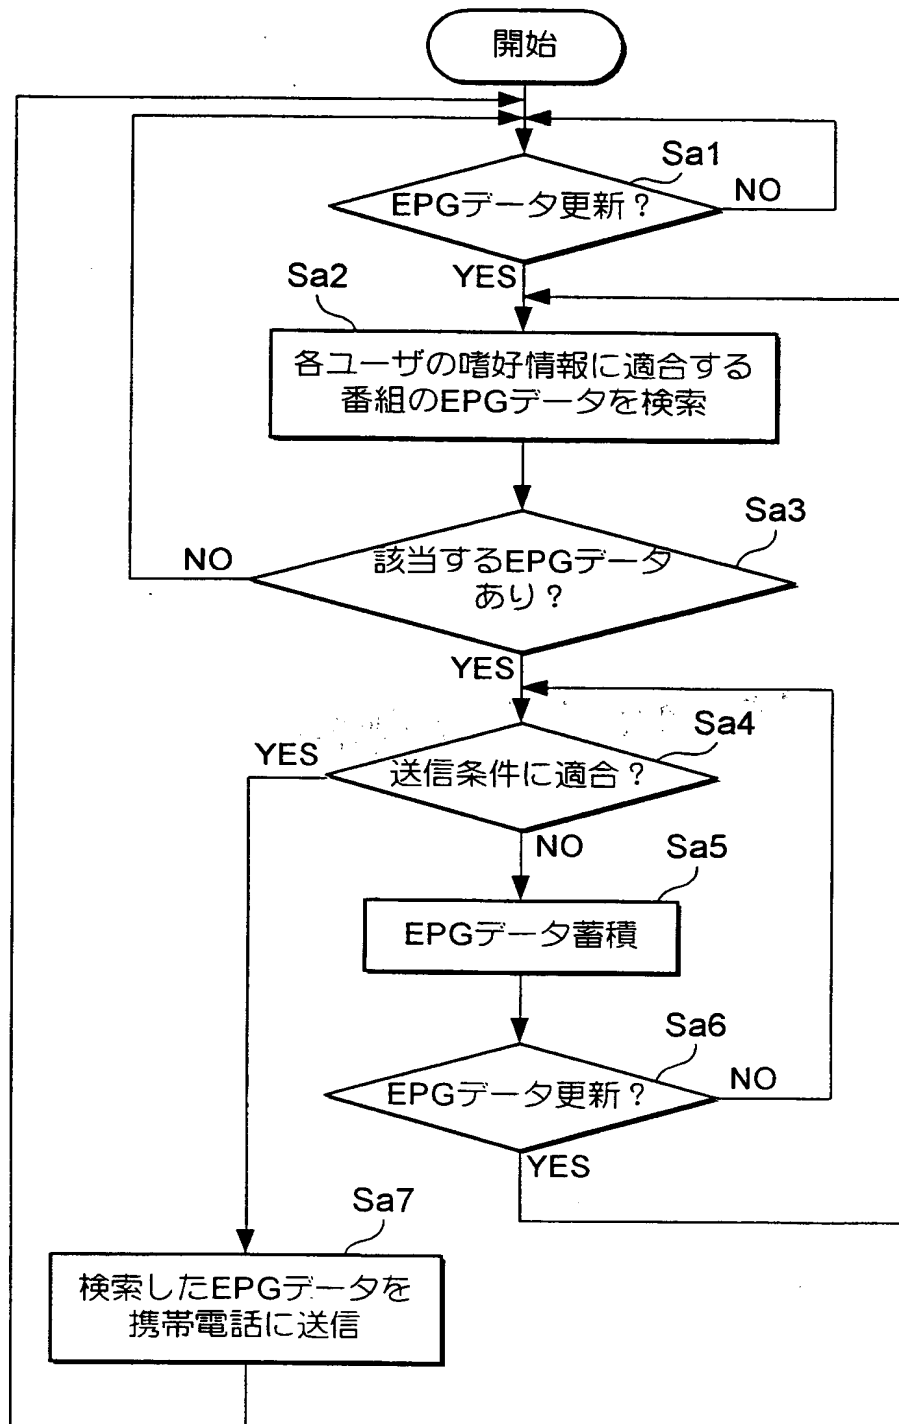 開始
Sa1
EPGデータ更新？
NO
YES
Sa2
各ユーザの嗜好情報に適合する
番組のEPGデータを検索
Sa3
該当するEPGデータ
あり？
NO
YES
Sa4
送信条件に適合？
YES
NO
Sa5
EPGデータ蓄積
Sa6
EPGデータ更新？
NO
YES
Sa7
検索したEPGデータを
携帯電話に送信